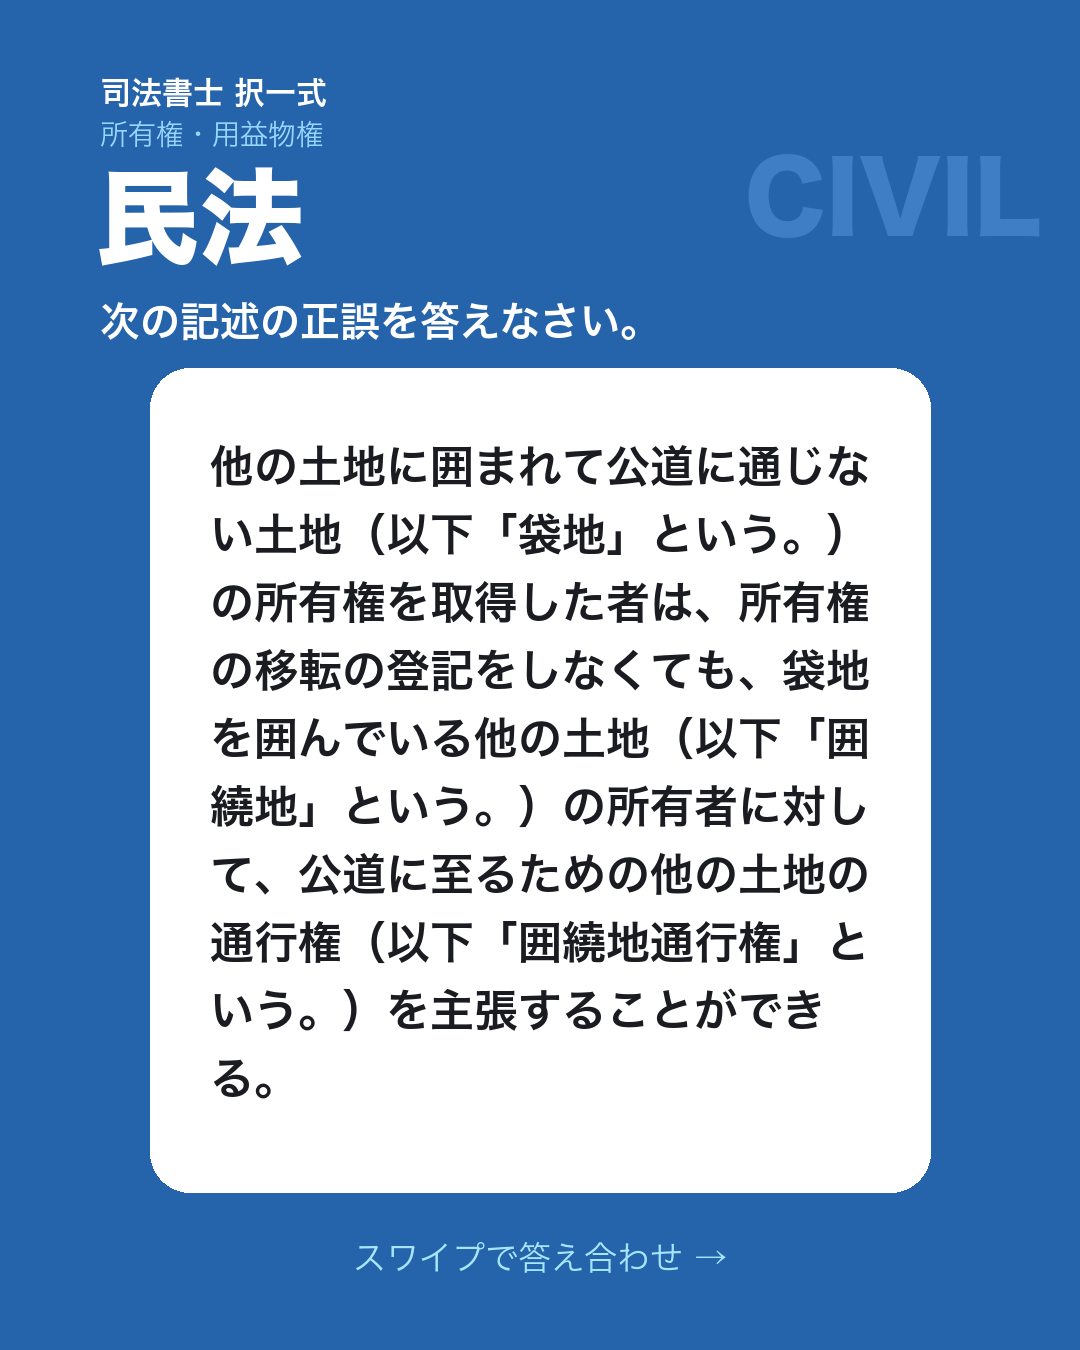 司法書士 択一式
所有権・用益物権
民法
CIVIL
次の記述の正誤を答えなさい。
他の土地に囲まれて公道に通じな
い土地（以下「袋地」という。）
の所有権を取得した者は、所有権
の移転の登記をしなくても、袋地
を囲んでいる他の土地（以下「囲
繞地」という。）の所有者に対し
て、公道に至るための他の土地の
通行権（以下「囲繞地通行権」と
いう。）を主張することができ
る。
スワイプで答え合わせ →